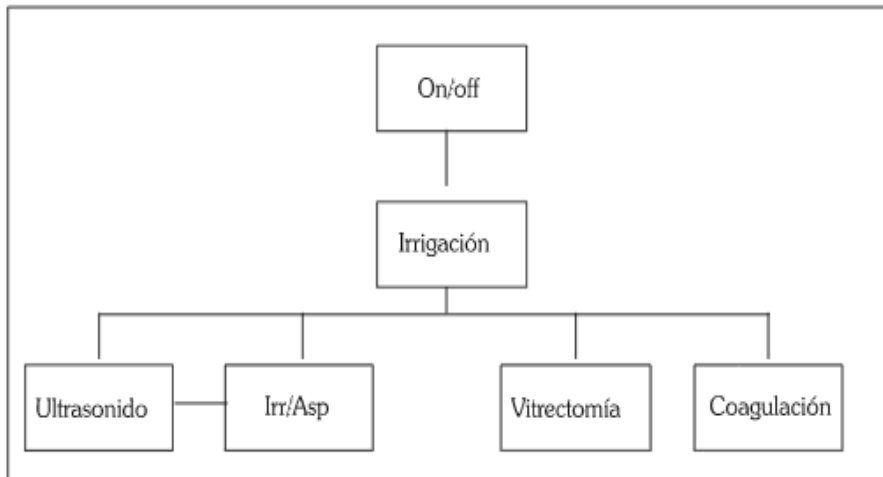 On/off
Irrigación
Ultrasonido
Irr/Asp
Vitrectomía
Coagulación